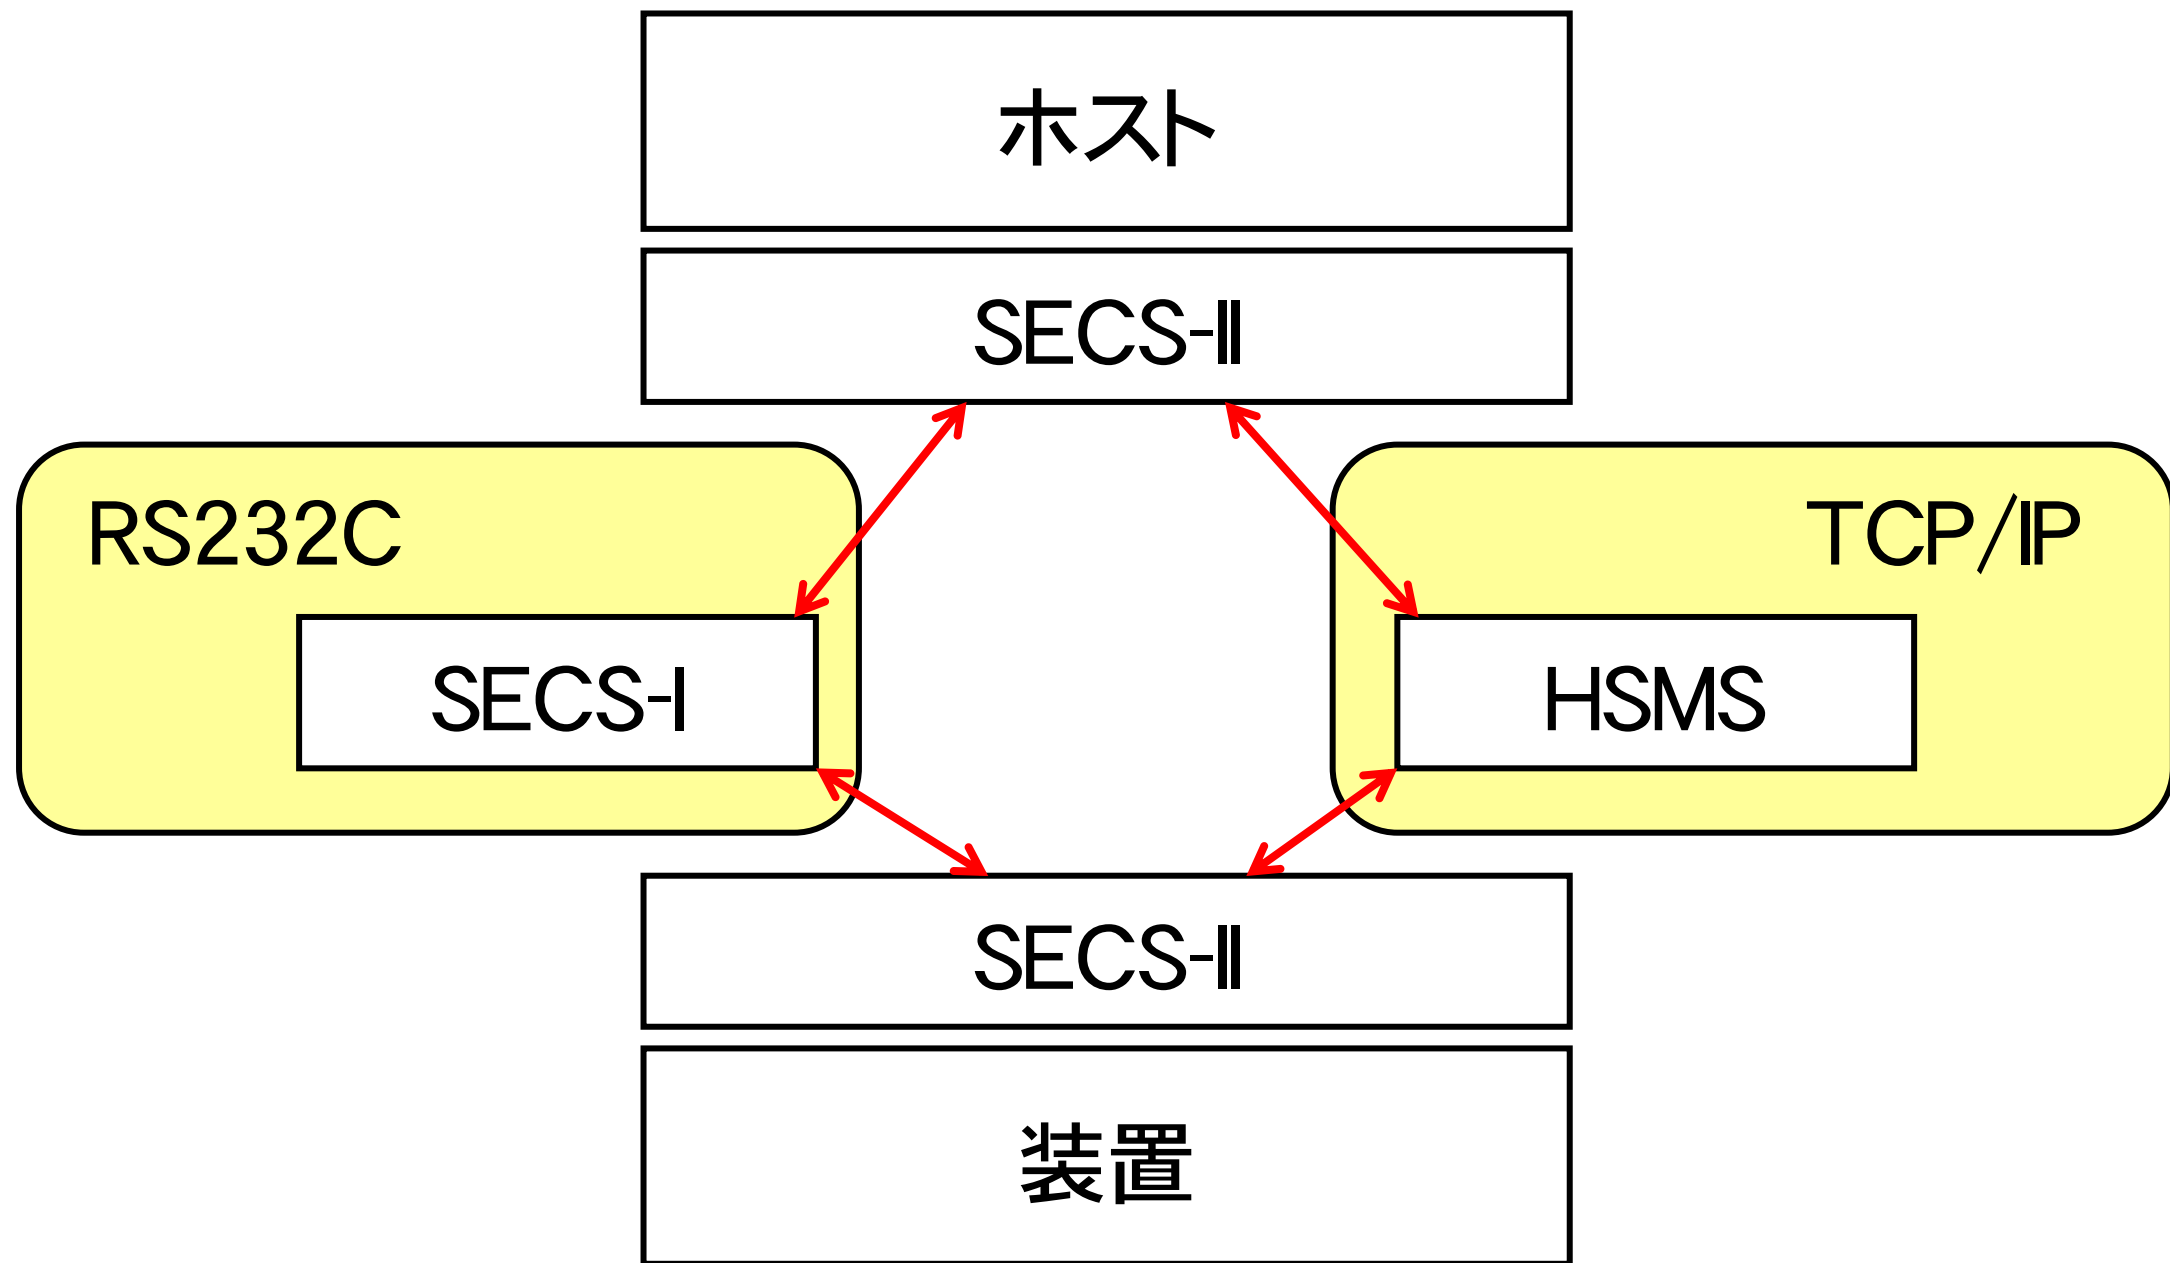 ホスト
SECS-II
RS232C
TCP/IP
SECS-I
HSMS
SECS-II
装置